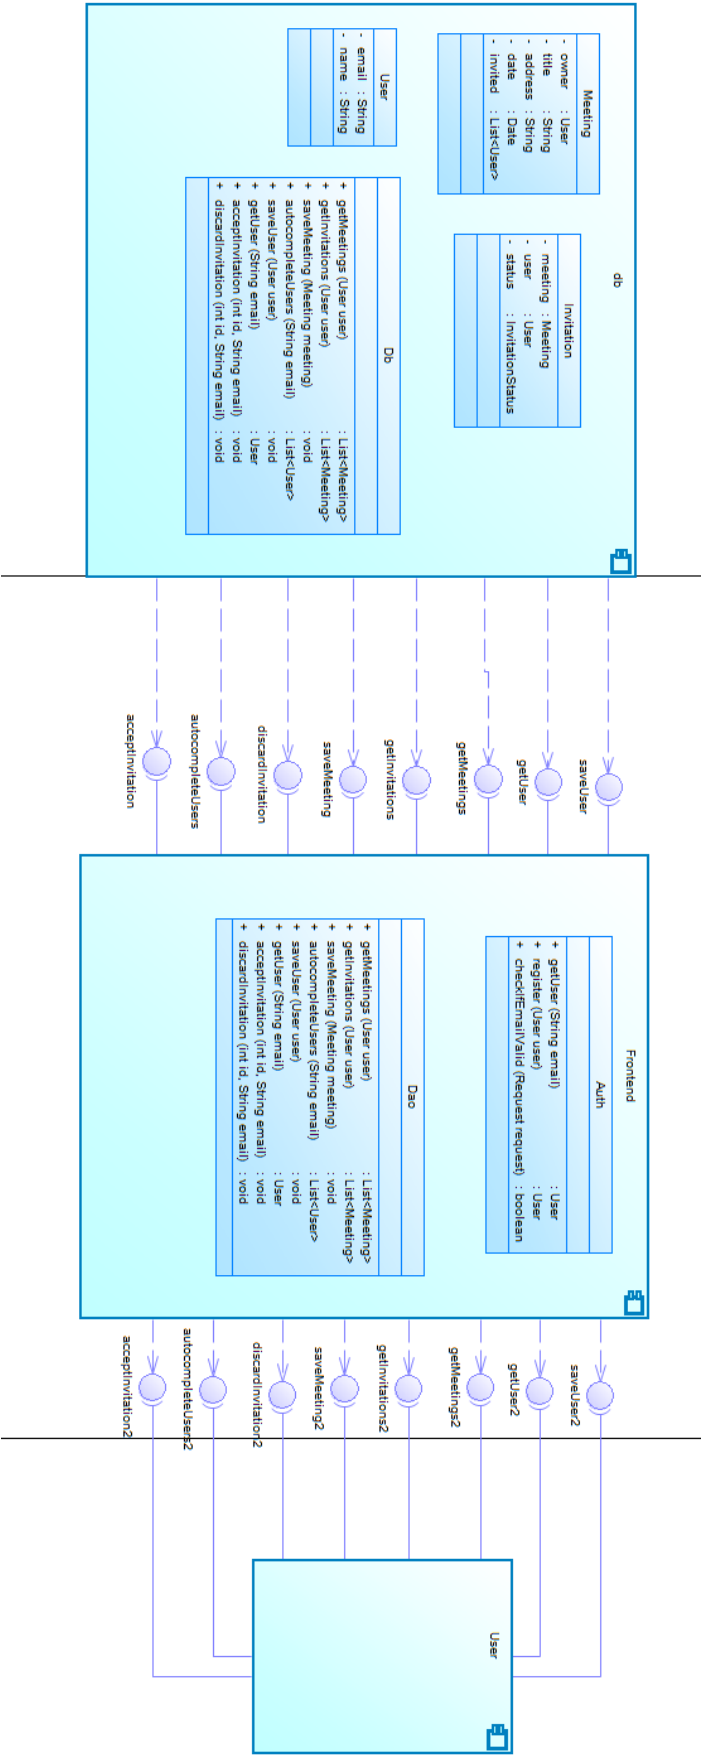 db
Meeting
- owner : User
- title : String
- address : String
- date : Date
- invited : List<User>
Invitation
- meeting : Meeting
- user : User
- status : InvitationStatus
User
- email : String
- name : String
Db
+ getMeetings (User user) : List<Meeting>
+ getInvitations (User user) : List<Meeting>
+ saveMeeting (Meeting meeting) : void
+ autocompleteUsers (String email) : List<User>
+ saveUser (User user) : void
+ getUser (String email) : User
+ acceptInvitation (int id, String email) : void
+ discardInvitation (int id, String email) : void
saveUser
getUser
getMeetings
getInvitations
saveMeeting
discardInvitation
autocompleteUsers
acceptInvitation
Frontend
Auth
+ getUser (String email) : User
+ register (User user) : User
+ checkIfEmailValid (Request request) : boolean
Dao
+ getMeetings (User user) : List<Meeting>
+ getInvitations (User user) : List<Meeting>
+ saveMeeting (Meeting meeting) : void
+ autocompleteUsers (String email) : List<User>
+ saveUser (User user) : void
+ getUser (String email) : User
+ acceptInvitation (int id, String email) : void
+ discardInvitation (int id, String email) : void
saveUser2
getUser2
getMeetings2
getInvitations2
saveMeeting2
discardInvitation2
autocompleteUsers2
acceptInvitation2
User